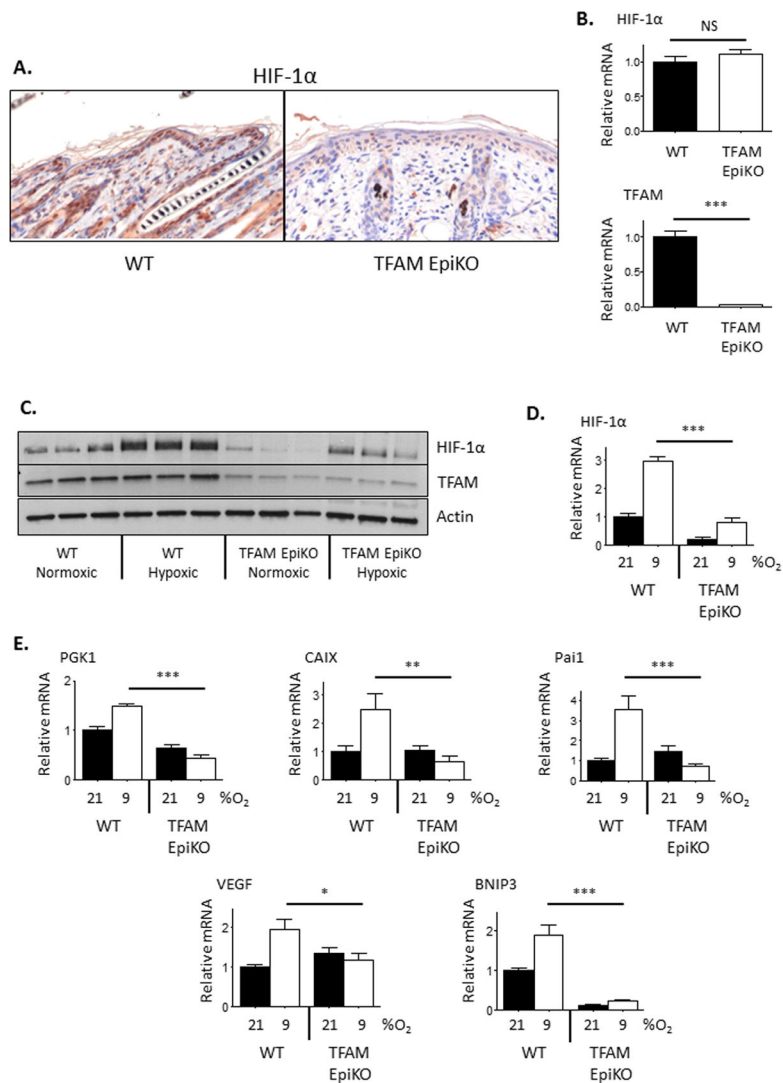 A.
HIF-1α
WT
TFAM EpiKO
B.
HIF-1α
NS
Relative mRNA
1.0
0.5
0.0
WT
TFAM
EpiKO
TFAM
***
Relative mRNA
1.0
0.5
0.0
WT
TFAM
EpiKO
C.
HIF-1α
TFAM
Actin
WT
Normoxic
WT
Hypoxic
TFAM EpiKO
Normoxic
TFAM EpiKO
Hypoxic
D.
HIF-1α
***
Relative mRNA
3
2
1
0
21 9 21 9 %O₂
WT
TFAM
EpiKO
E.
PGK1
***
Relative mRNA
2
1
0
21 9 21 9 %O₂
WT
TFAM
EpiKO
CAIX
**
Relative mRNA
3
2
1
0
21 9 21 9 %O₂
WT
TFAM
EpiKO
Pai1
***
Relative mRNA
4
3
2
1
0
21 9 21 9 %O₂
WT
TFAM
EpiKO
VEGF
*
Relative mRNA
2
1
0
21 9 21 9 %O₂
WT
TFAM
EpiKO
BNIP3
***
Relative mRNA
2
1
0
21 9 21 9 %O₂
WT
TFAM
EpiKO